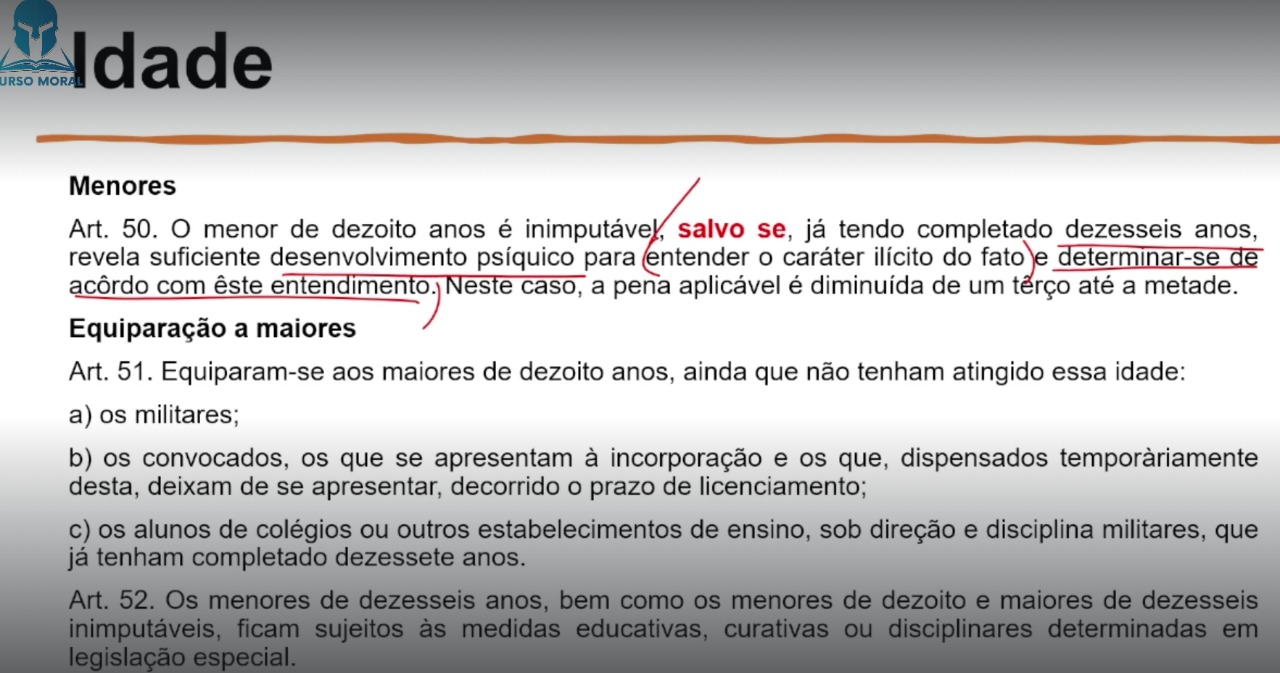 URSO MORAL
Idade
Menores
Art. 50. O menor de dezoito anos é inimputável, salvo se, já tendo completado dezesseis anos,
revela suficiente desenvolvimento psíquico para entender o caráter ilícito do fato e determinar-se de
acôrdo com êste entendimento. Neste caso, a pena aplicável é diminuída de um têrço até a metade.
Equiparação a maiores
Art. 51. Equiparam-se aos maiores de dezoito anos, ainda que não tenham atingido essa idade:
a) os militares;
b) os convocados, os que se apresentam à incorporação e os que, dispensados temporàriamente
desta, deixam de se apresentar, decorrido o prazo de licenciamento;
c) os alunos de colégios ou outros estabelecimentos de ensino, sob direção e disciplina militares, que
já tenham completado dezessete anos.
Art. 52. Os menores de dezesseis anos, bem como os menores de dezoito e maiores de dezesseis
inimputáveis, ficam sujeitos às medidas educativas, curativas ou disciplinares determinadas em
legislação especial.